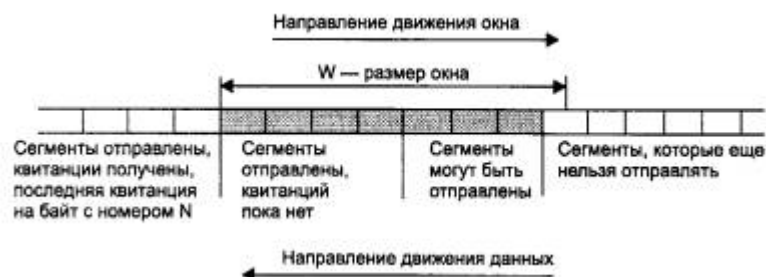 Направление движения окна
W — размер окна
Сегменты отправлены,
квитанции получены,
последняя квитанция
на байт с номером N
Сегменты
отправлены,
квитанций
пока нет
Сегменты
могут быть
отправлены
Сегменты, которые еще
нельзя отправлять
Направление движения данных